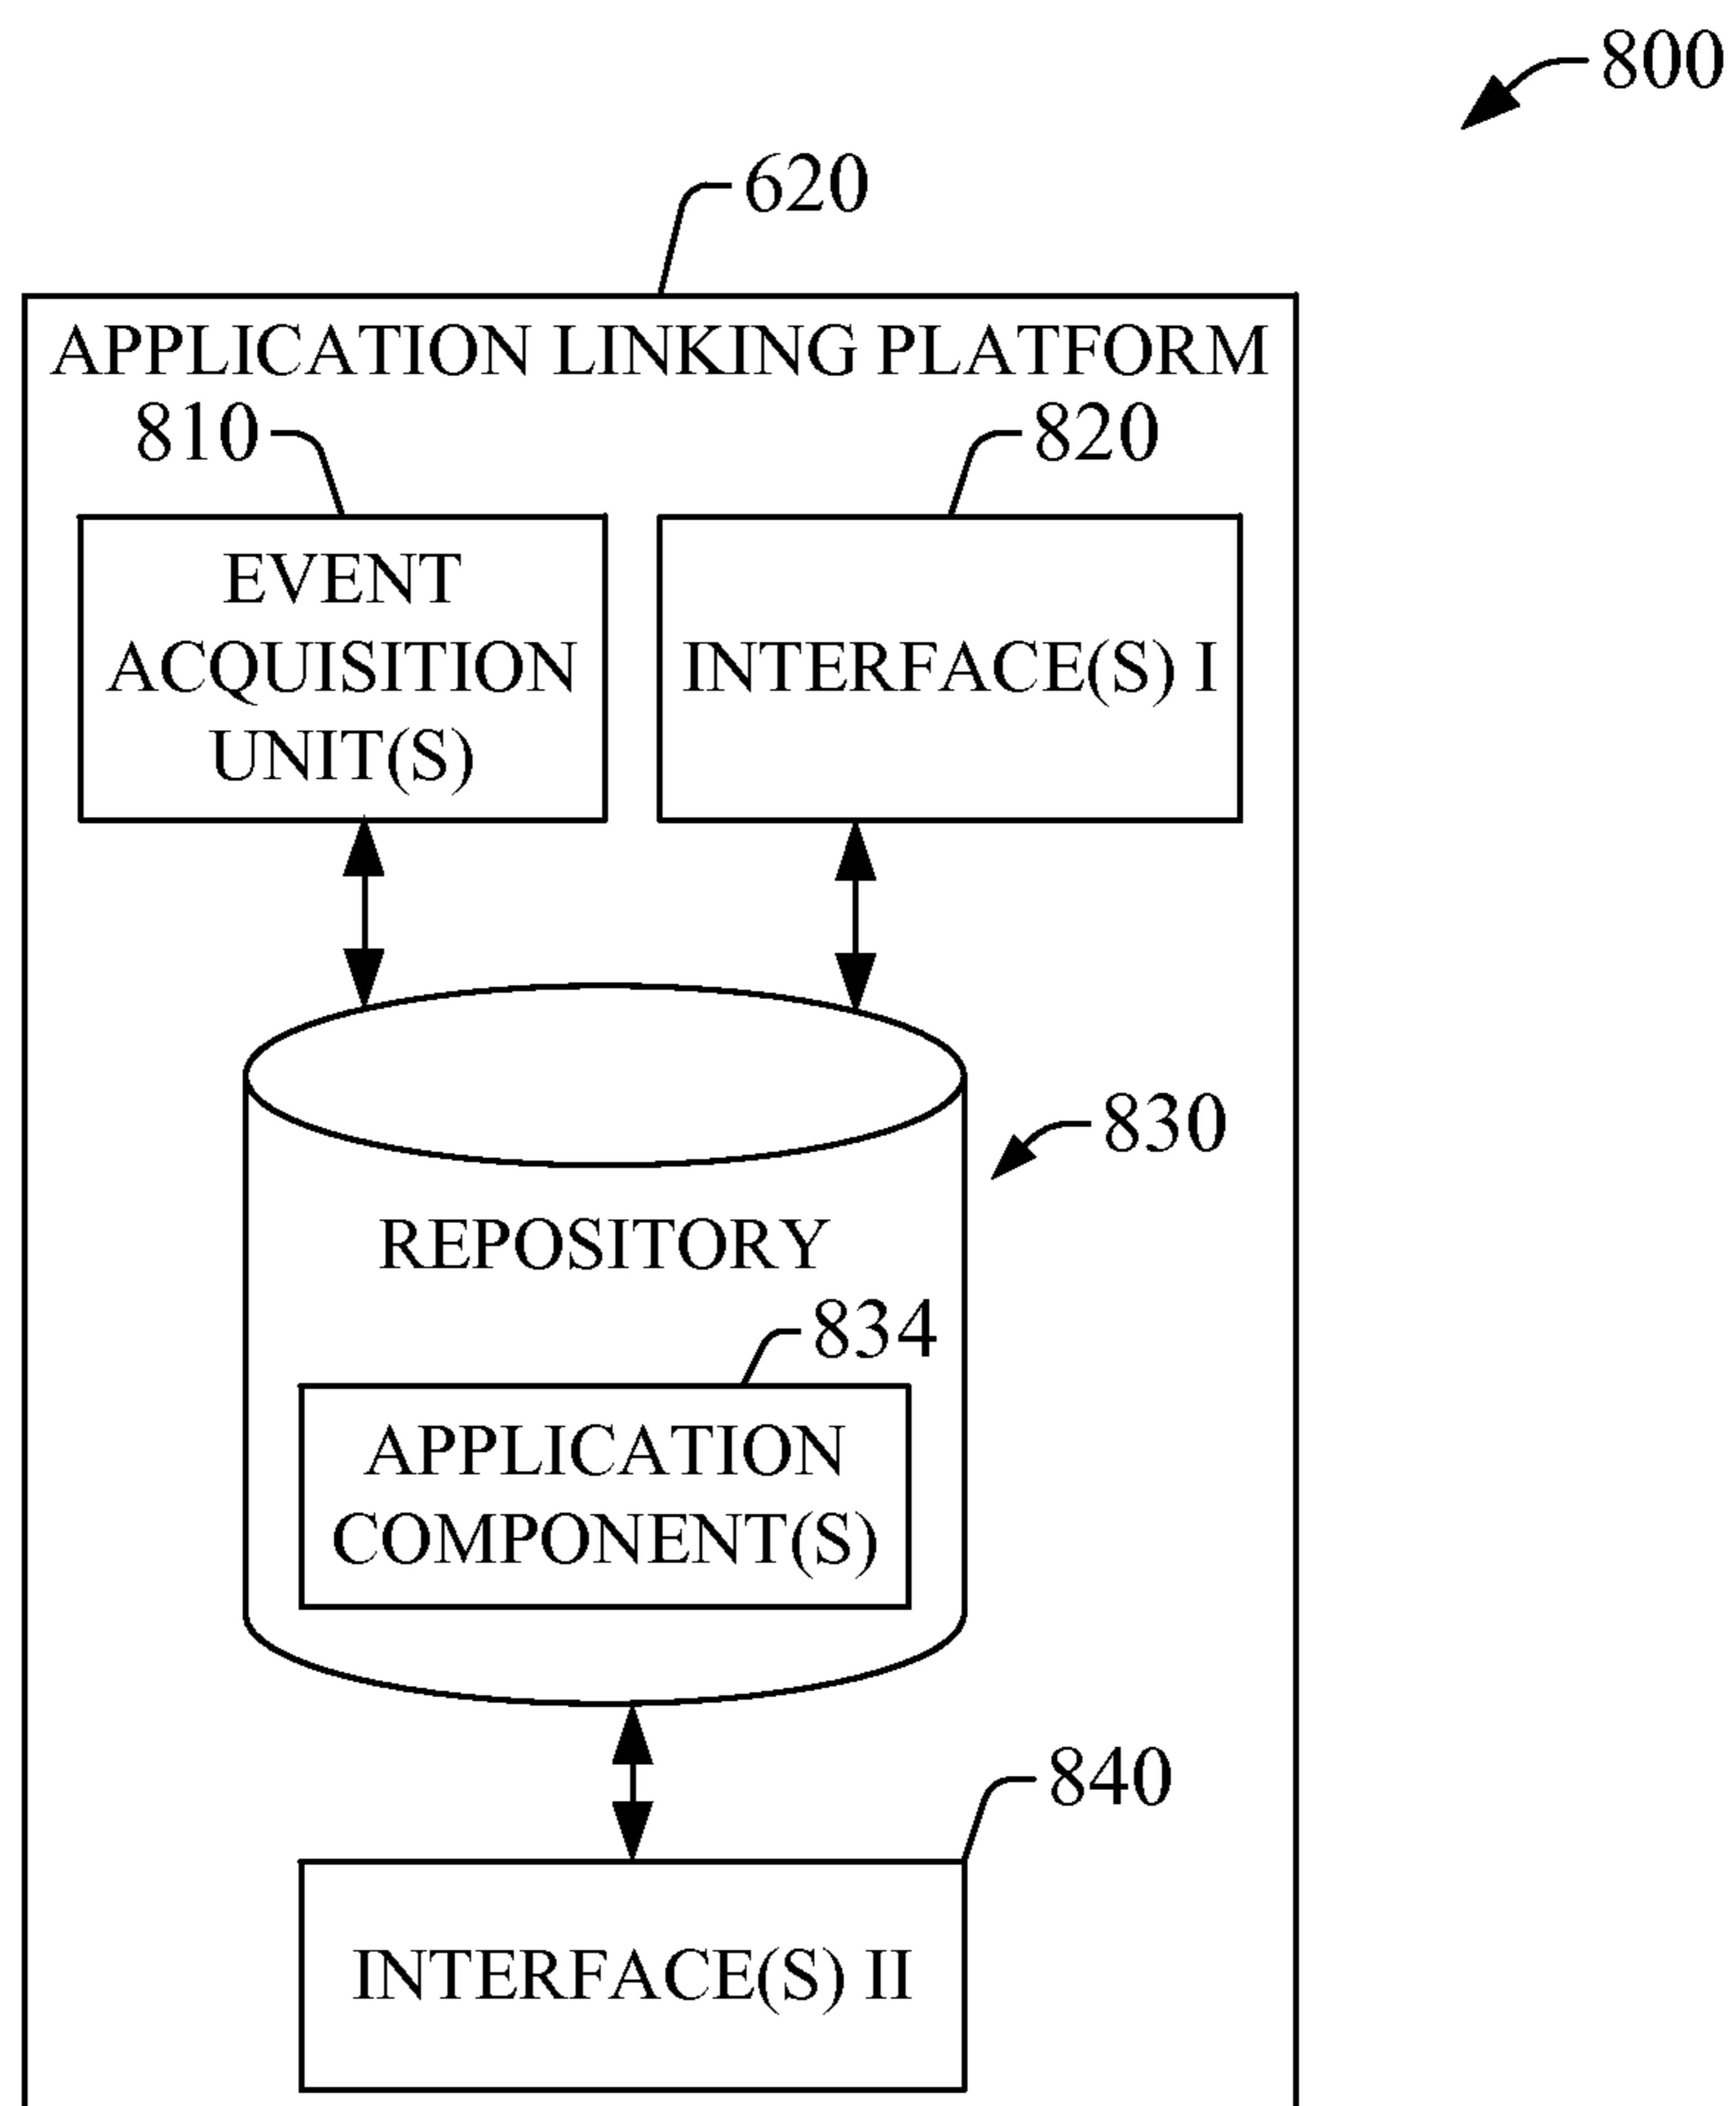 800
620
APPLICATION LINKING PLATFORM
810
820
EVENT
ACQUISITION
UNIT(S)
INTERFACE(S) I
830
REPOSITORY
834
APPLICATION
COMPONENT(S)
840
INTERFACE(S) II